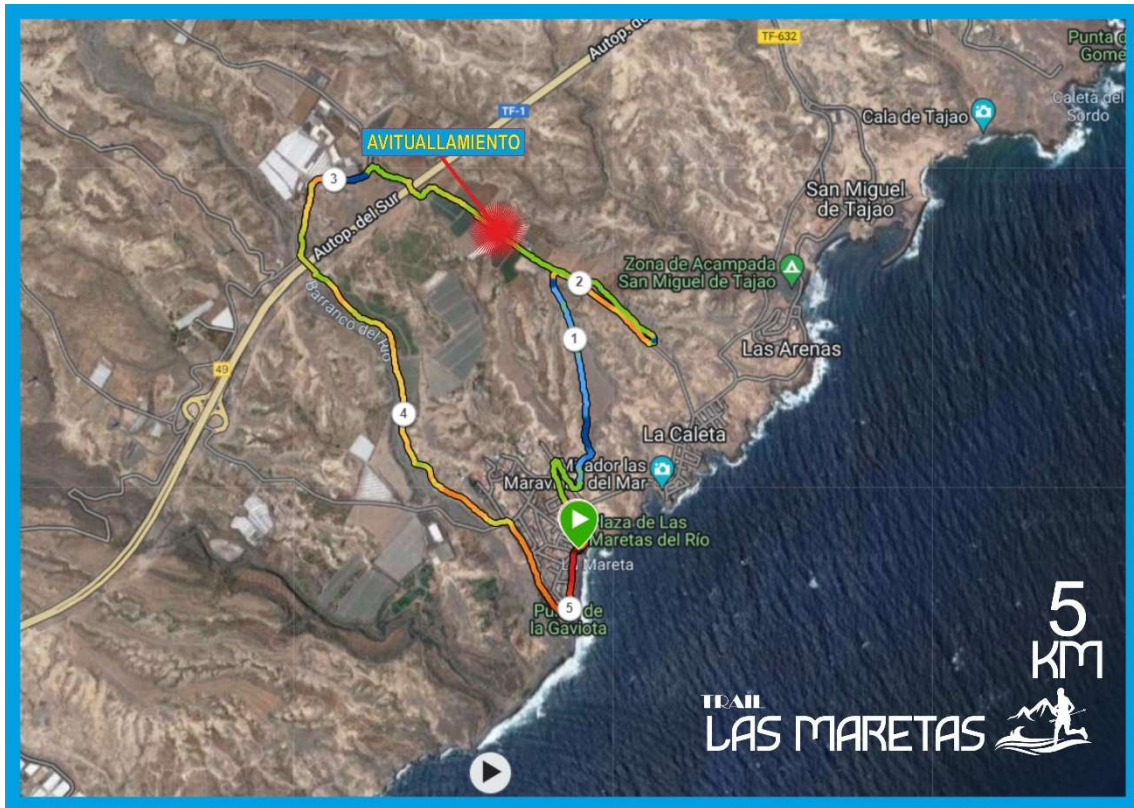 TF-632
Punta
Gome
Autop. de
TF-1
Caleta del
Sordo
Cala de Tajao
AVITUALLAMIENTO
3
San Miguel
de Tajao
Autop. del Sur
Zona de Acampada
San Miguel de Tajao
2
Barranco del Río
1
Las Arenas
49
4
La Caleta
Mirador las
Maravillas del Mar
Plaza de Las
Maretas del Río
La Mareta
5
Punta de
la Gaviota
5
KM
TRAIL
LAS MARETAS